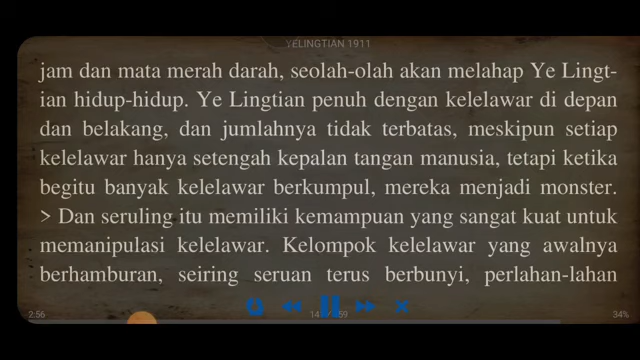 YELINGTIAN 1911
jam dan mata merah darah, seolah-olah akan melahap Ye Lingt-
ian hidup-hidup. Ye Lingtian penuh dengan kelelawar di depan
dan belakang, dan jumlahnya tidak terbatas, meskipun setiap
kelelawar hanya setengah kepalan tangan manusia, tetapi ketika
begitu banyak kelelawar berkumpul, mereka menjadi monster.
> Dan seruling itu memiliki kemampuan yang sangat kuat untuk
memanipulasi kelelawar. Kelompok kelelawar yang awalnya
berhamburan, seiring seruan terus berbunyi, perlahan-lahan
2:56 34%